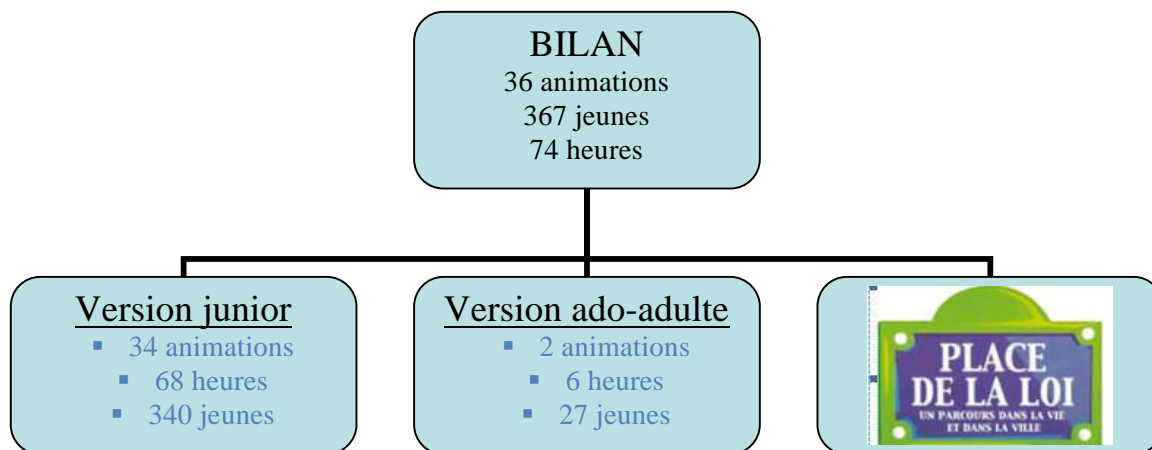 BILAN
36 animations
367 jeunes
74 heures
Version junior
▪ 34 animations
▪ 68 heures
▪ 340 jeunes
Version ado-adulte
▪ 2 animations
▪ 6 heures
▪ 27 jeunes
PLACE
DE LA LOI
UN PARCOURS DANS LA VIE
ET DANS LA VILLE